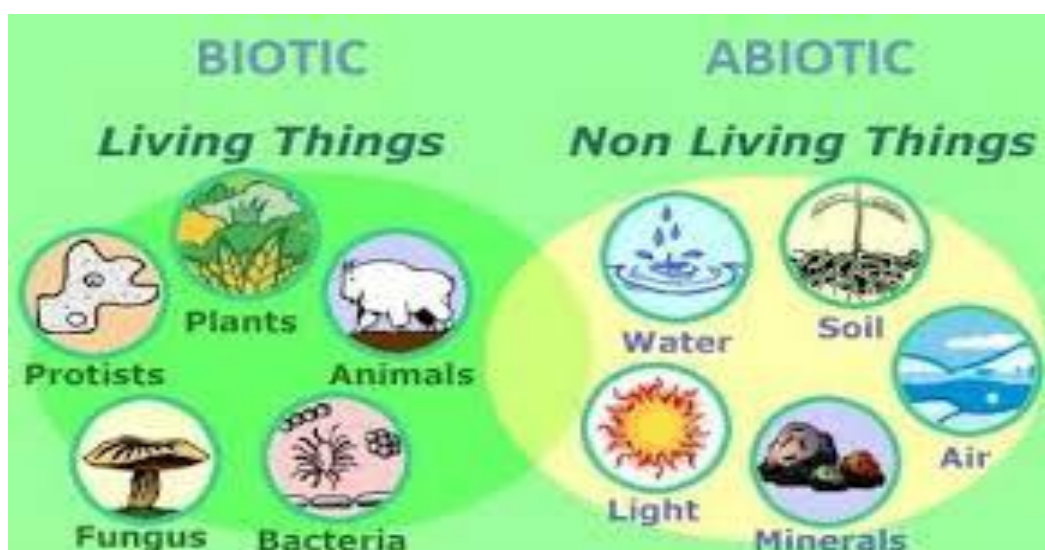 BIOTIC
Living Things
Plants
Protists
Animals
Fungus
Bacteria
ABIOTIC
Non Living Things
Water
Soil
Air
Light
Minerals